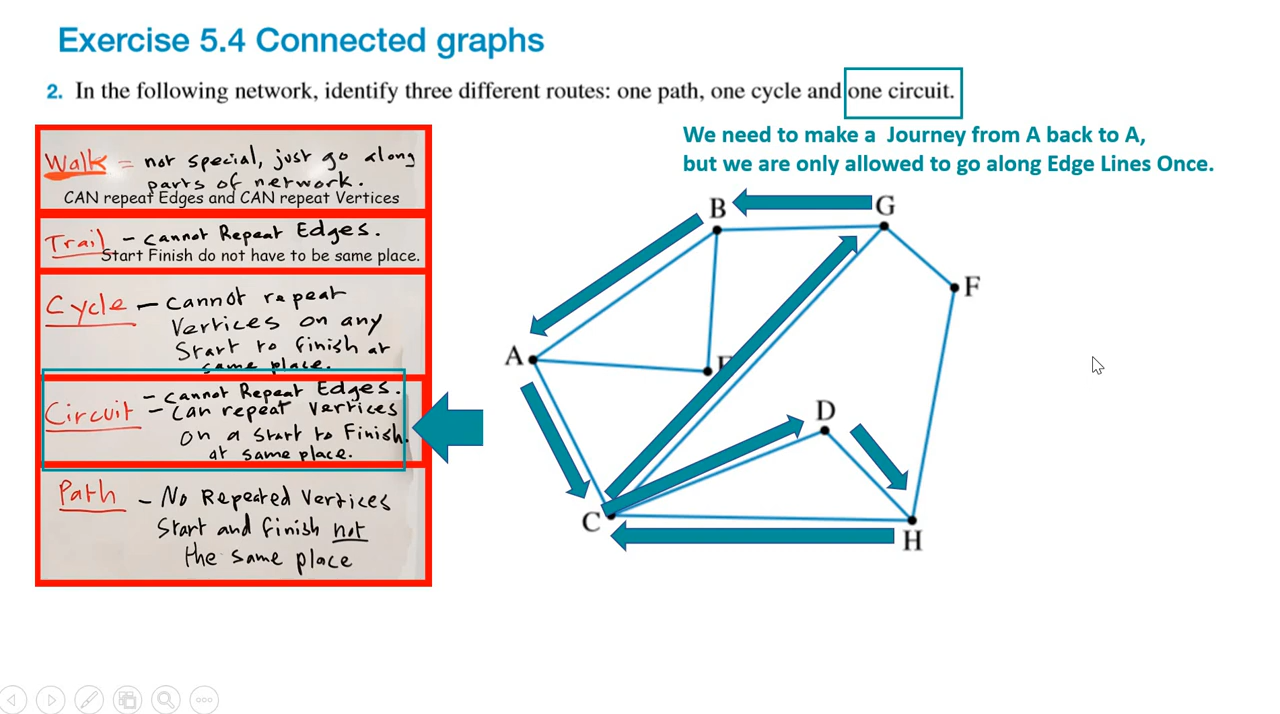 Exercise 5.4 Connected graphs
2. In the following network, identify three different routes: one path, one cycle and one circuit.
We need to make a Journey from A back to A,
but we are only allowed to go along Edge Lines Once.
Walk = not special, just go along
parts of network.
CAN repeat Edges and CAN repeat Vertices
Trail - cannot Repeat Edges.
Start Finish do not have to be same place.
Cycle - cannot repeat
Vertices on any
Start to finish at
same place.
Circuit - cannot Repeat Edges.
- can repeat vertices
on a start to Finish
at same place.
Path - No Repeated Vertices
Start and finish not
the same place
B
G
F
A
D
C
H